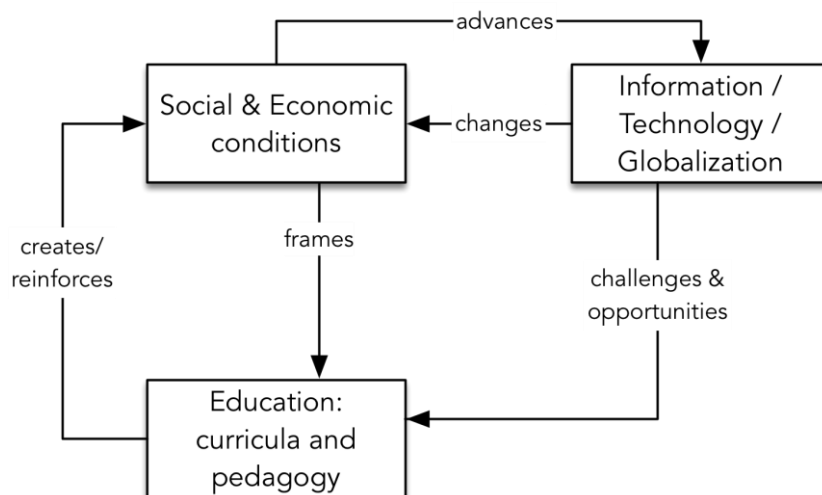 advances
Social & Economic
conditions
changes
Information /
Technology /
Globalization
creates/
reinforces
frames
challenges &
opportunities
Education:
curricula and
pedagogy